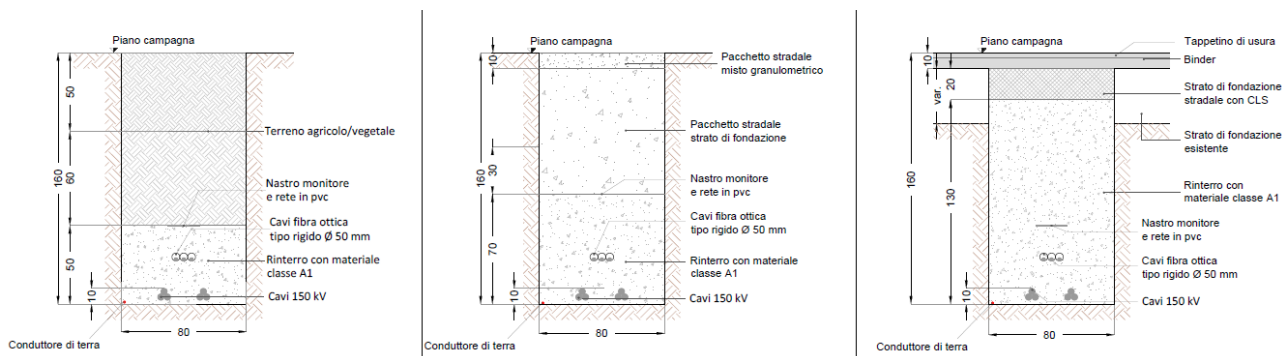 Piano campagna
50
Terreno agricolo/vegetale
60
160
Nastro monitore
e rete in pvc
Cavi fibra ottica
tipo rigido Ø 50 mm
50
Rinterro con materiale
classe A1
10
Cavi 150 kV
80
Conduttore di terra
Piano campagna
10
Pacchetto stradale
misto granulometrico
Pacchetto stradale
strato di fondazione
30
160
Nastro monitore
e rete in pvc
Cavi fibra ottica
tipo rigido Ø 50 mm
70
Rinterro con materiale
classe A1
10
Cavi 150 kV
80
Conduttore di terra
Piano campagna
Tappetino di usura
10
Binder
20
var.
Strato di fondazione
stradale con CLS
Strato di fondazione
esistente
160
130
Rinterro con
materiale classe A1
Nastro monitore
e rete in pvc
Cavi fibra ottica
tipo rigido Ø 50 mm
10
Cavi 150 kV
80
Conduttore di terra